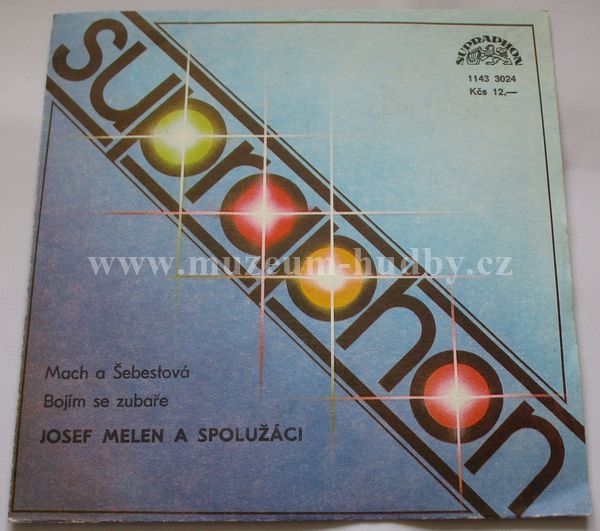 SUPRAPHON
1143 3024
Kčs 12,—
supraphon
www.muzeum-hudby.cz
Mach a Šebestová
Bojím se zubaře
JOSEF MELEN A SPOLUŽÁCI